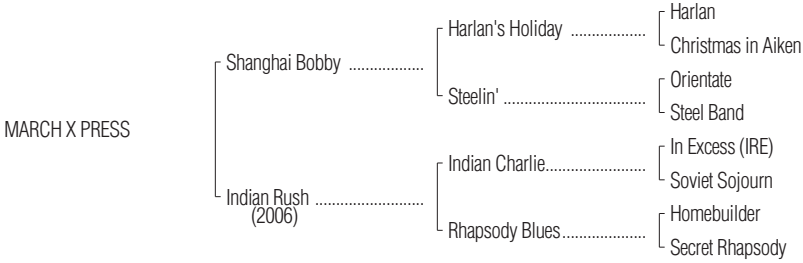 Harlan
Harlan's Holiday ..................
Christmas in Aiken
Shanghai Bobby ..................
Orientate
Steelin' ..................................
Steel Band
MARCH X PRESS
In Excess (IRE)
Indian Charlie........................
Soviet Sojourn
Indian Rush ..........................
(2006)
Homebuilder
Rhapsody Blues....................
Secret Rhapsody